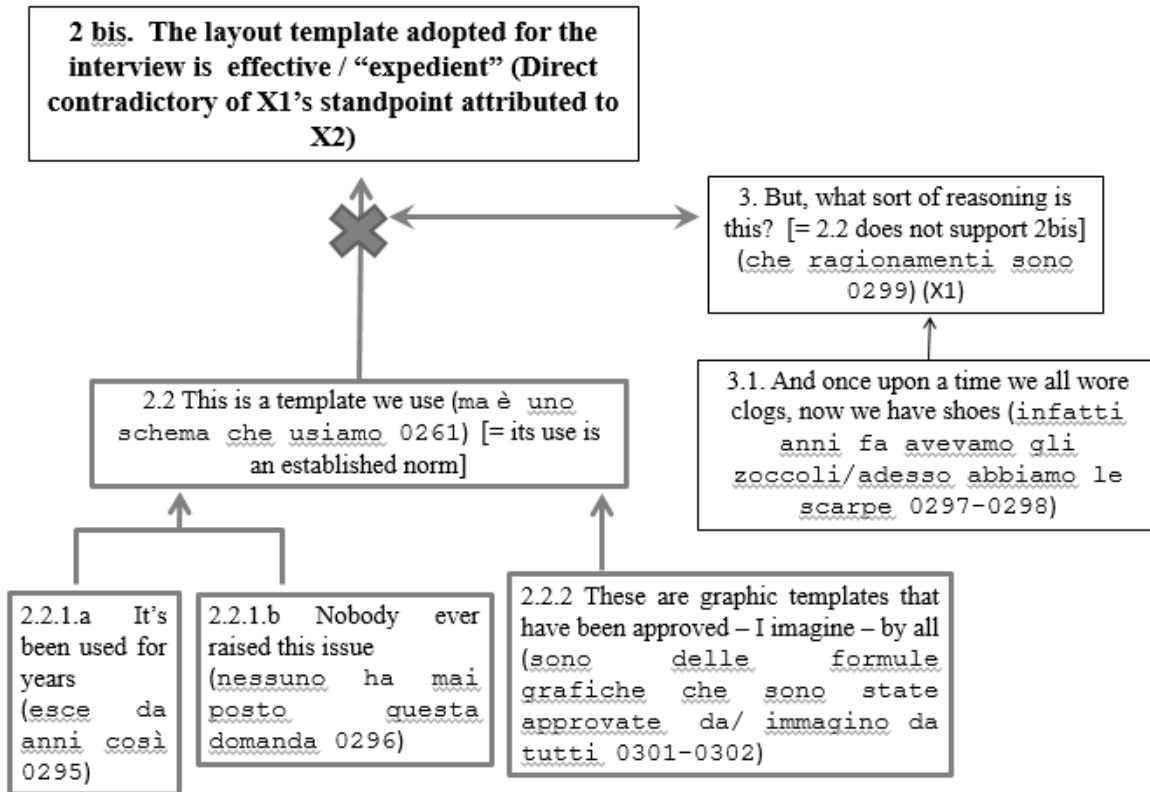 2 bis. The layout template adopted for the
interview is effective / “expedient” (Direct
contradictory of X1’s standpoint attributed to
X2)
3. But, what sort of reasoning is
this? [= 2.2 does not support 2bis]
(che ragionamenti sono
0299) (X1)
2.2 This is a template we use (ma è uno
schema che usiamo 0261) [= its use is
an established norm]
3.1. And once upon a time we all wore
clogs, now we have shoes (infatti
anni fa avevamo gli
zoccoli/adesso abbiamo le
scarpe 0297-0298)
2.2.1.a It’s
been used for
years
(esce da
anni così
0295)
2.2.1.b Nobody ever
raised this issue
(nessuno ha mai
posto questa
domanda 0296)
2.2.2 These are graphic templates that
have been approved – I imagine – by all
(sono delle formule
grafiche che sono state
approvate da/ immagino da
tutti 0301-0302)